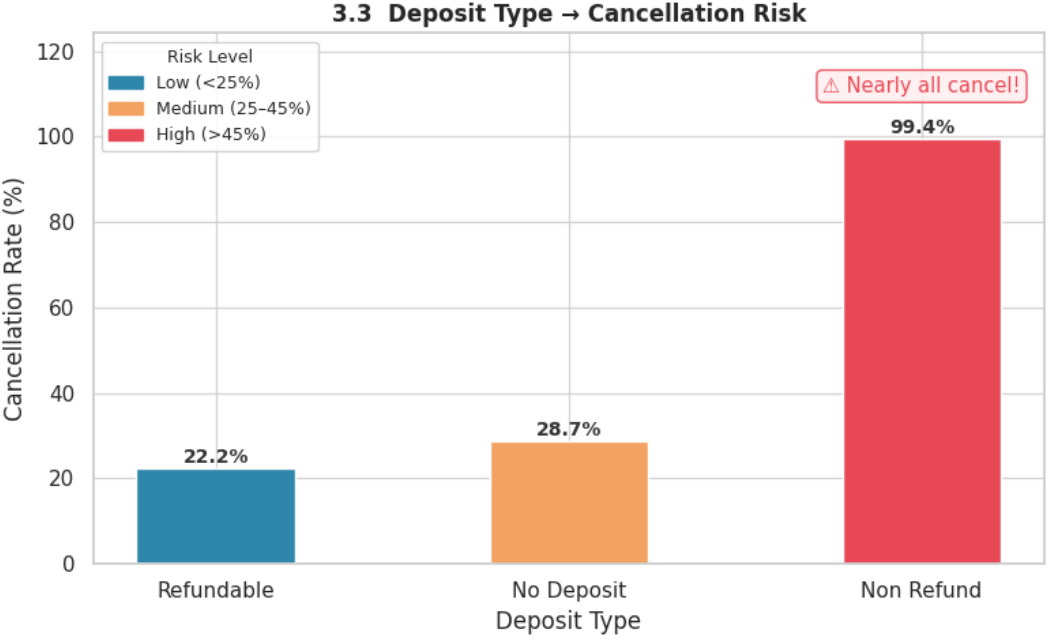 3.3  Deposit Type → Cancellation Risk
Cancellation Rate (%)
120
100
80
60
40
20
0
Risk Level
Low (<25%)
Medium (25–45%)
High (>45%)
⚠ Nearly all cancel!
22.2%
28.7%
99.4%
Refundable
No Deposit
Non Refund
Deposit Type